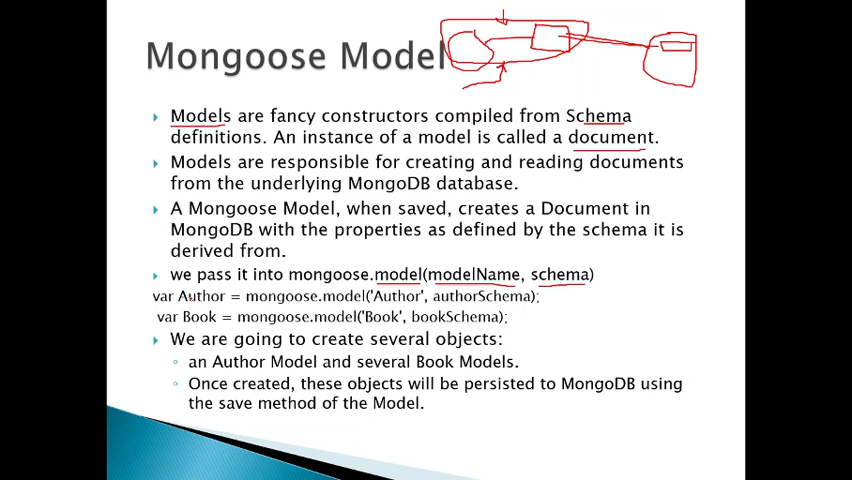 Mongoose Model
Models are fancy constructors compiled from Schema
definitions. An instance of a model is called a document.
Models are responsible for creating and reading documents
from the underlying MongoDB database.
A Mongoose Model, when saved, creates a Document in
MongoDB with the properties as defined by the schema it is
derived from.
we pass it into mongoose.model(modelName, schema)
var Author = mongoose.model('Author', authorSchema);
var Book = mongoose.model('Book', bookSchema);
We are going to create several objects:
an Author Model and several Book Models.
Once created, these objects will be persisted to MongoDB using
the save method of the Model.